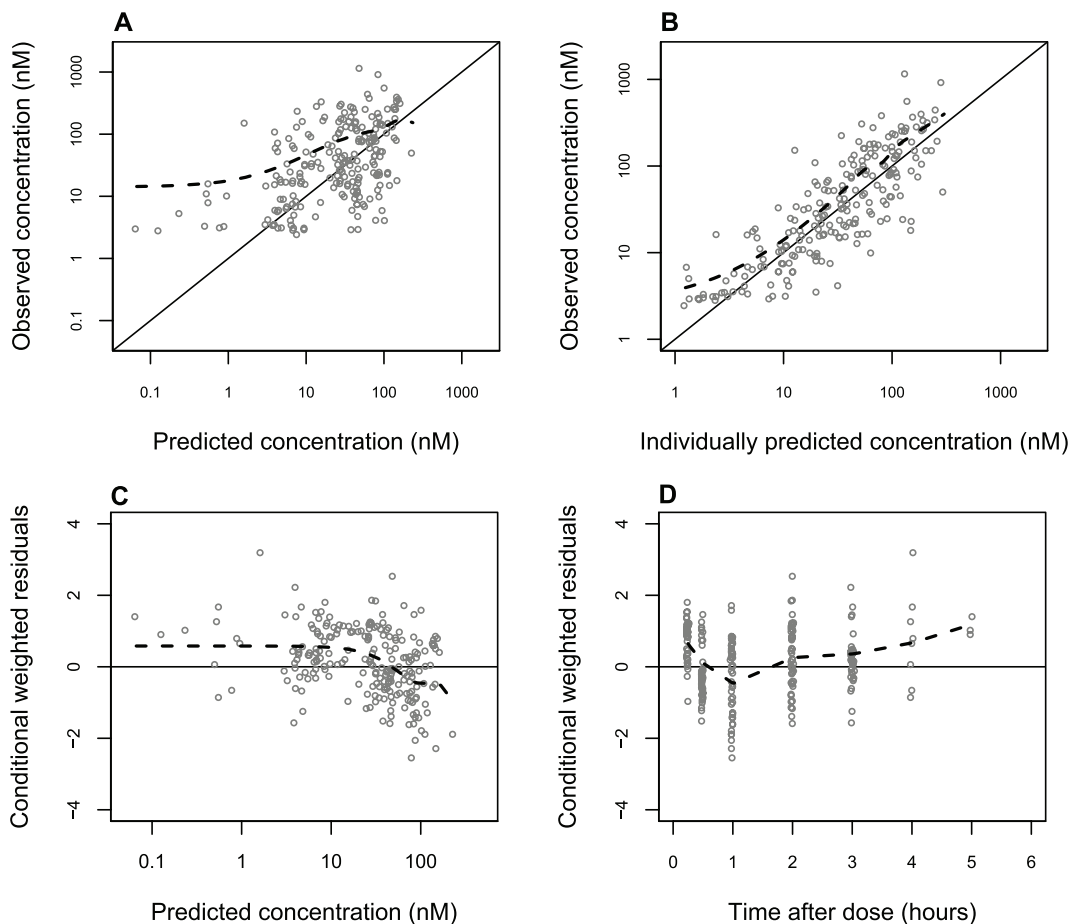 A
Observed concentration (nM)
1000
100
10
1
0.1
0.1 1 10 100 1000
Predicted concentration (nM)
B
Observed concentration (nM)
1000
100
10
1
1 10 100 1000
Individually predicted concentration (nM)
C
Conditional weighted residuals
4
2
0
−2
−4
0.1 1 10 100
Predicted concentration (nM)
D
Conditional weighted residuals
4
2
0
−2
−4
0 1 2 3 4 5 6
Time after dose (hours)